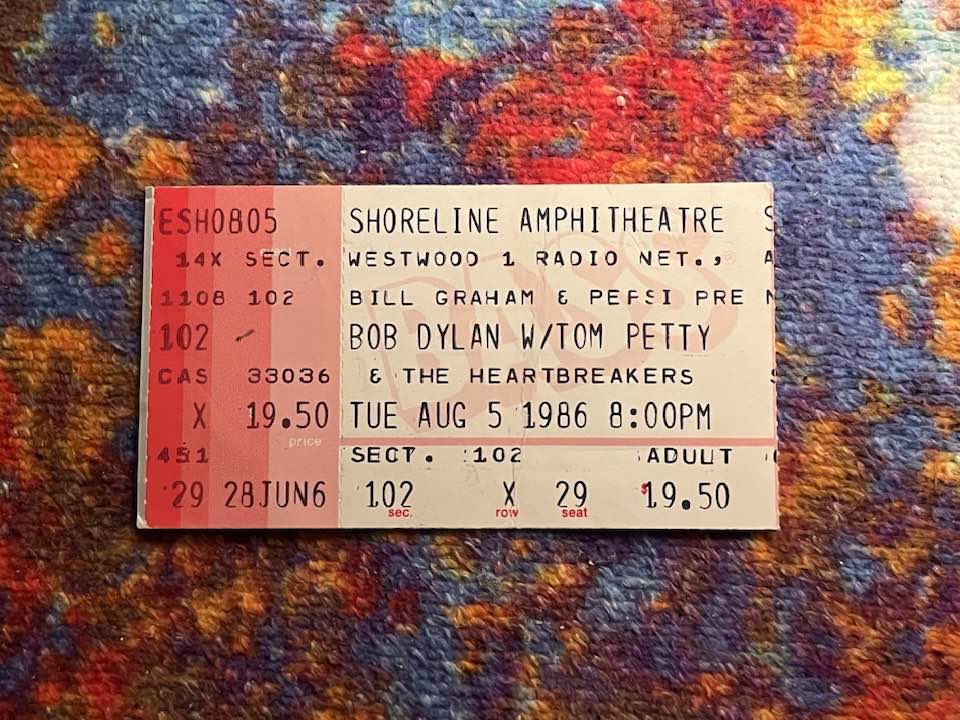 ESH0805 SHORELINE AMPHITHEATRE S
14X SECT. WESTWOOD 1 RADIO NET., A
1108 102 BILL GRAHAM & PEPSI PRE
102 BOB DYLAN W/TOM PETTY
CAS 33036 & THE HEARTBREAKERS
X 19.50 TUE AUG 5 1986 8:00PM
price
451 SECT. 102 ADULT
29 28JUN6 102 X 29 $19.50
sec. row seat
BASS